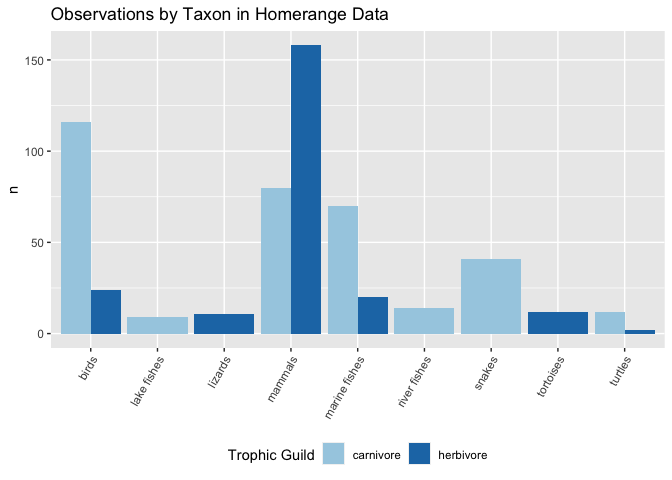 Observations by Taxon in Homerange Data
150
100
50
0
n
birds
lake fishes
lizards
mammals
marine fishes
river fishes
snakes
tortoises
turtles
Trophic Guild carnivore herbivore